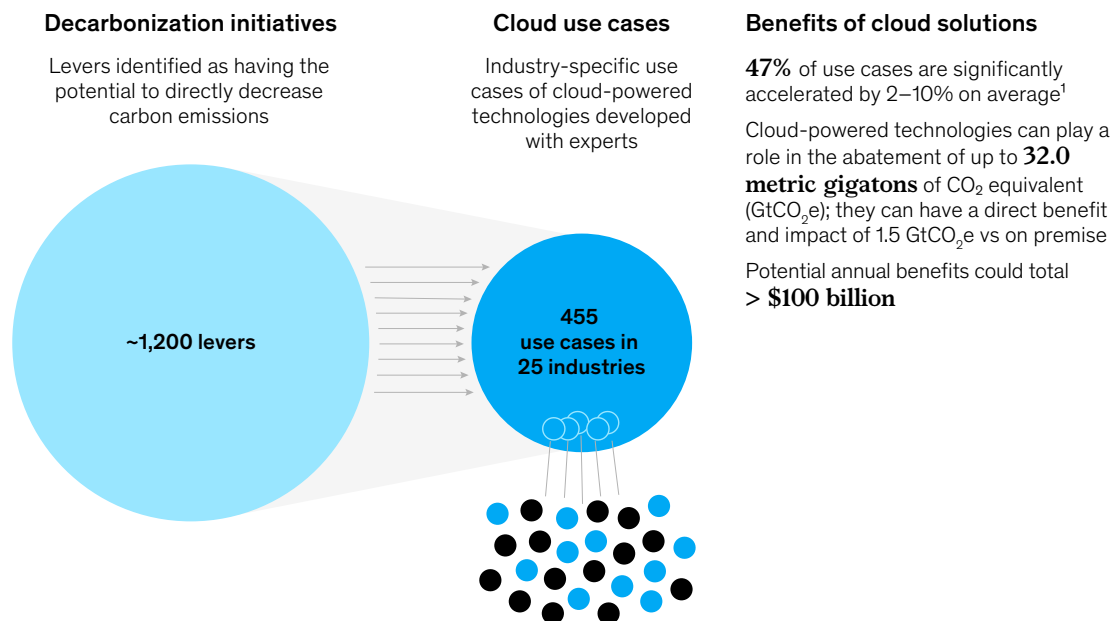 Decarbonization initiatives
Levers identified as having the
potential to directly decrease
carbon emissions
~1,200 levers
Cloud use cases
Industry-specific use
cases of cloud-powered
technologies developed
with experts
455
use cases in
25 industries
Benefits of cloud solutions
47% of use cases are significantly
accelerated by 2–10% on average¹
Cloud-powered technologies can play a
role in the abatement of up to 32.0
metric gigatons of CO₂ equivalent
(GtCO₂e); they can have a direct benefit
and impact of 1.5 GtCO₂e vs on premise
Potential annual benefits could total
> $100 billion